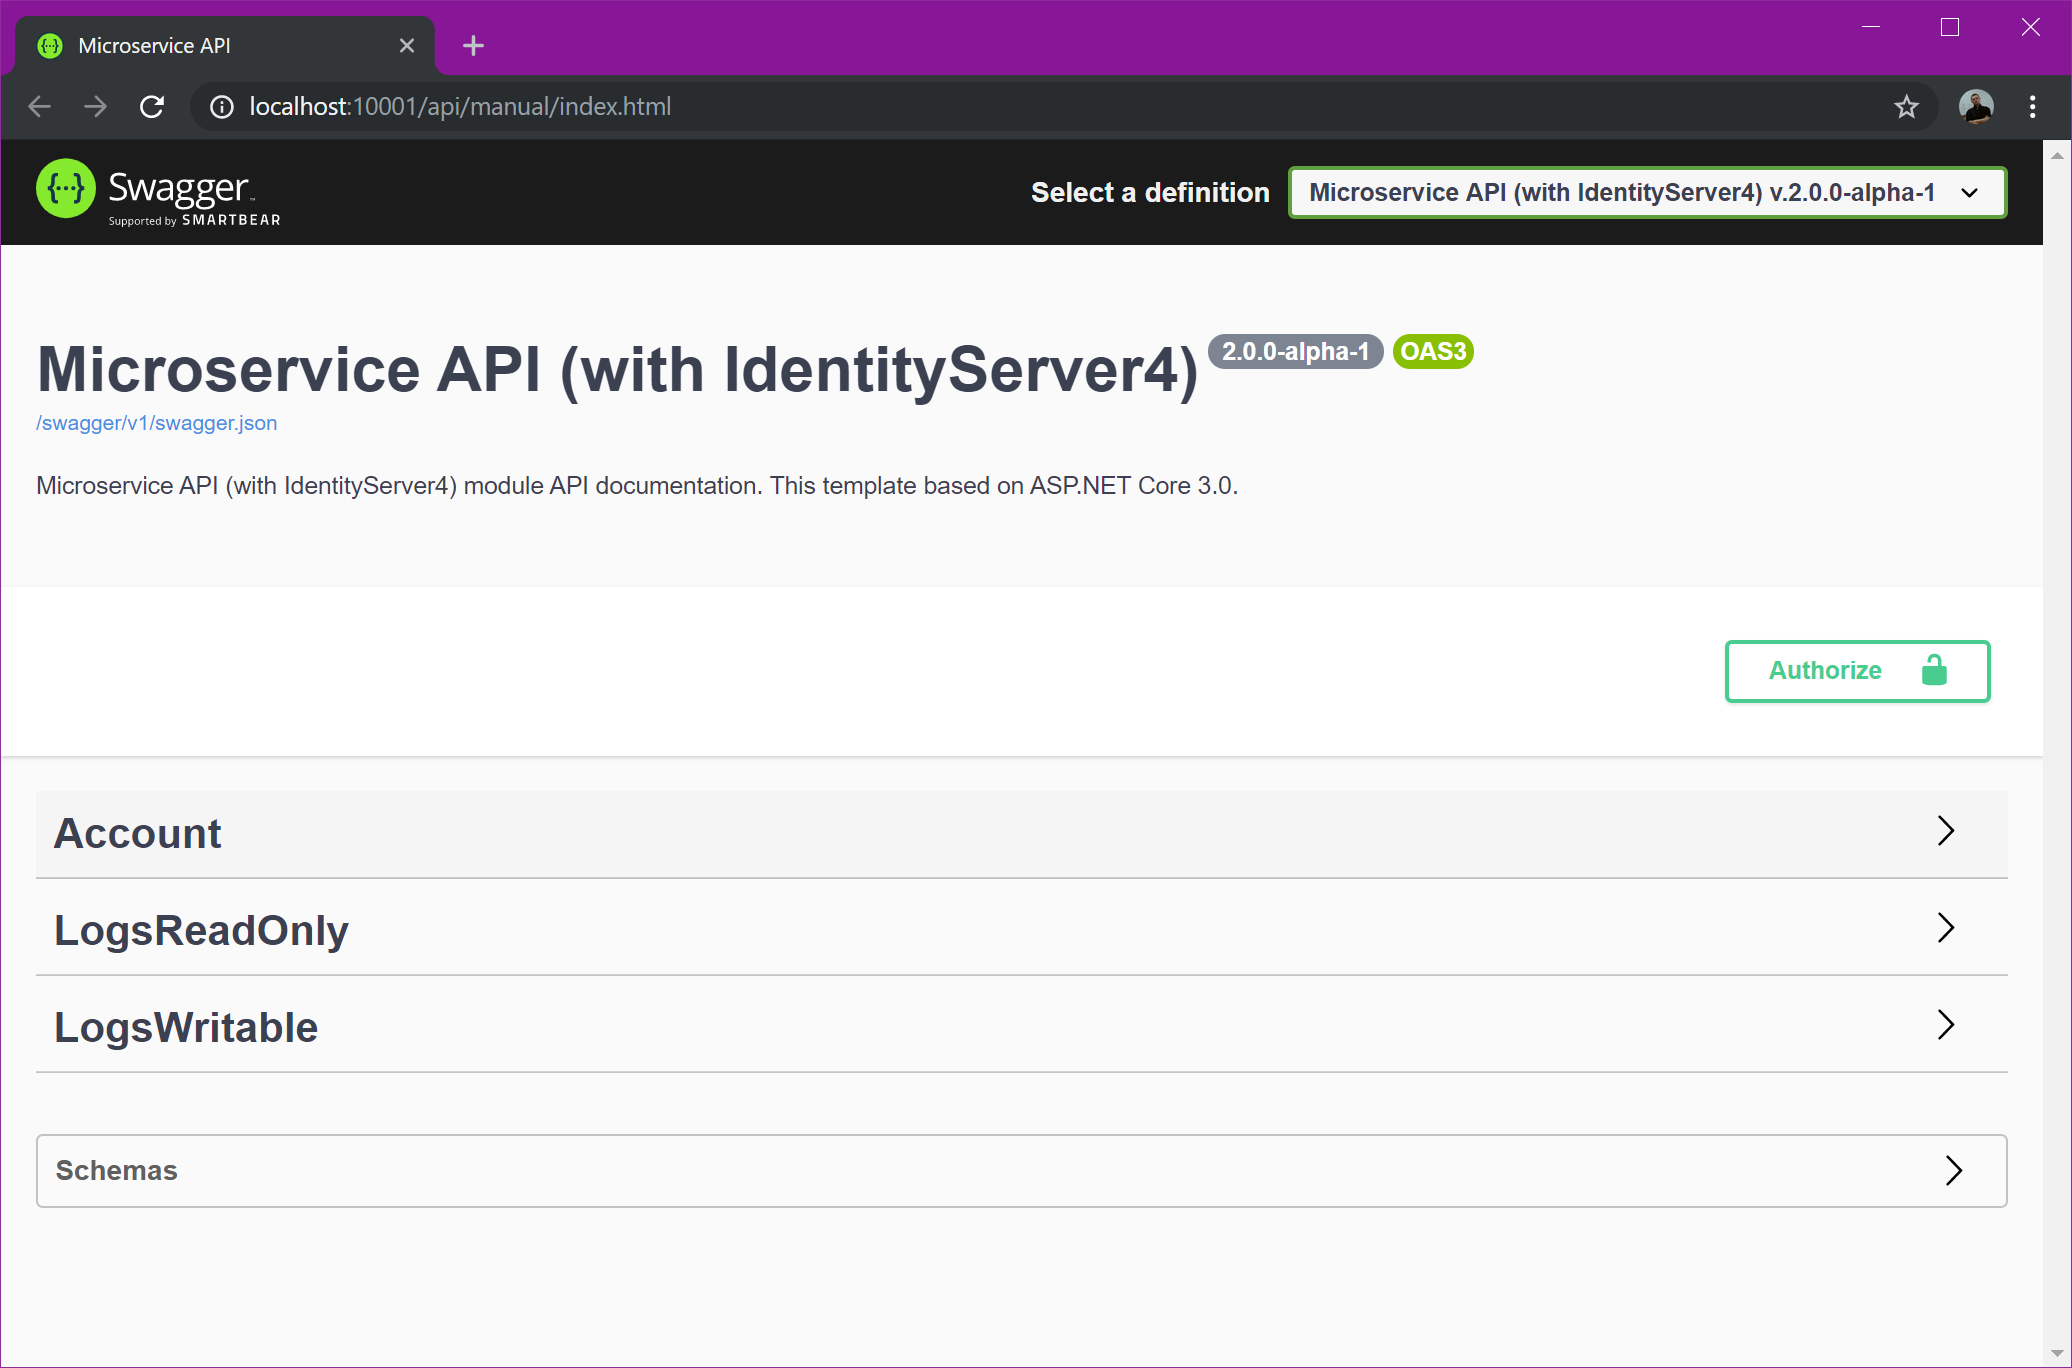 Microservice API
localhost:10001/api/manual/index.html
{···} Swagger
Supported by SMARTBEAR
Select a definition
Microservice API (with IdentityServer4) v.2.0.0-alpha-1
Microservice API (with IdentityServer4) 2.0.0-alpha-1 OAS3
/swagger/v1/swagger.json
Microservice API (with IdentityServer4) module API documentation. This template based on ASP.NET Core 3.0.
Authorize
Account
LogsReadOnly
LogsWritable
Schemas